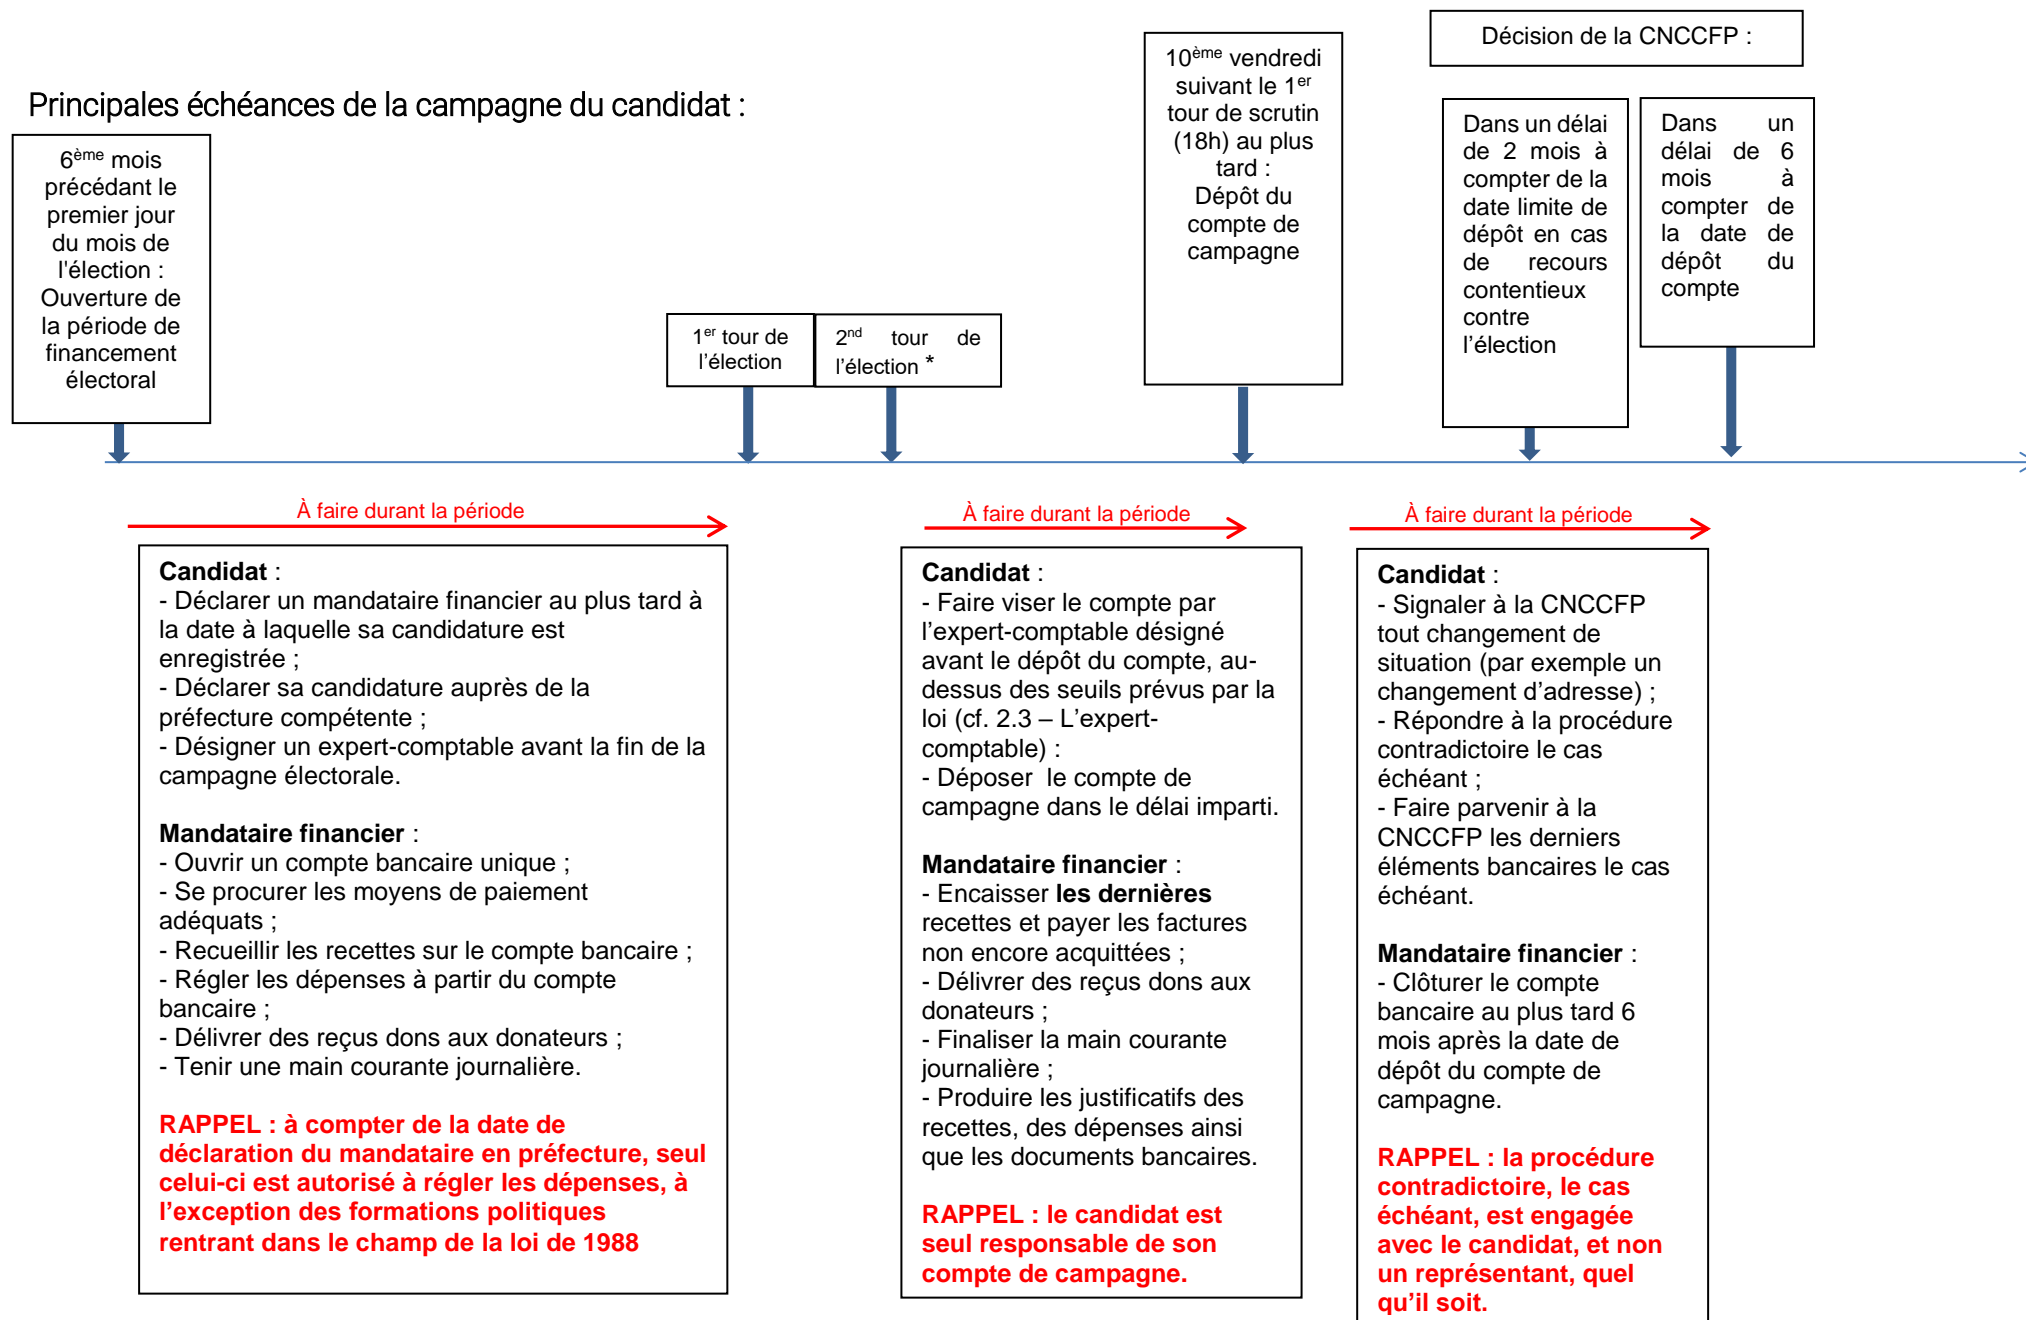 Principales échéances de la campagne du candidat :
6ème mois
précédant le
premier jour
du mois de
l'élection :
Ouverture de
la période de
financement
électoral
1er tour de
l’élection
2nd tour de
l’élection *
10ème vendredi
suivant le 1er
tour de scrutin
(18h) au plus
tard :
Dépôt du
compte de
campagne
Décision de la CNCCFP :
Dans un délai
de 2 mois à
compter de la
date limite de
dépôt en cas
de recours
contentieux
contre
l’élection
Dans un
délai de 6
mois à
compter de
la date de
dépôt du
compte
À faire durant la période
Candidat :
- Déclarer un mandataire financier au plus tard à
la date à laquelle sa candidature est
enregistrée ;
- Déclarer sa candidature auprès de la
préfecture compétente ;
- Désigner un expert-comptable avant la fin de la
campagne électorale.
Mandataire financier :
- Ouvrir un compte bancaire unique ;
- Se procurer les moyens de paiement
adéquats ;
- Recueillir les recettes sur le compte bancaire ;
- Régler les dépenses à partir du compte
bancaire ;
- Délivrer des reçus dons aux donateurs ;
- Tenir une main courante journalière.
RAPPEL : à compter de la date de
déclaration du mandataire en préfecture, seul
celui-ci est autorisé à régler les dépenses, à
l’exception des formations politiques
rentrant dans le champ de la loi de 1988
À faire durant la période
Candidat :
- Faire viser le compte par
l’expert-comptable désigné
avant le dépôt du compte, au-
dessus des seuils prévus par la
loi (cf. 2.3 – L’expert-
comptable) :
- Déposer le compte de
campagne dans le délai imparti.
Mandataire financier :
- Encaisser les dernières
recettes et payer les factures
non encore acquittées ;
- Délivrer des reçus dons aux
donateurs ;
- Finaliser la main courante
journalière ;
- Produire les justificatifs des
recettes, des dépenses ainsi
que les documents bancaires.
RAPPEL : le candidat est
seul responsable de son
compte de campagne.
À faire durant la période
Candidat :
- Signaler à la CNCCFP
tout changement de
situation (par exemple un
changement d’adresse) ;
- Répondre à la procédure
contradictoire le cas
échéant ;
- Faire parvenir à la
CNCCFP les derniers
éléments bancaires le cas
échéant.
Mandataire financier :
- Clôturer le compte
bancaire au plus tard 6
mois après la date de
dépôt du compte de
campagne.
RAPPEL : la procédure
contradictoire, le cas
échéant, est engagée
avec le candidat, et non
un représentant, quel
qu’il soit.